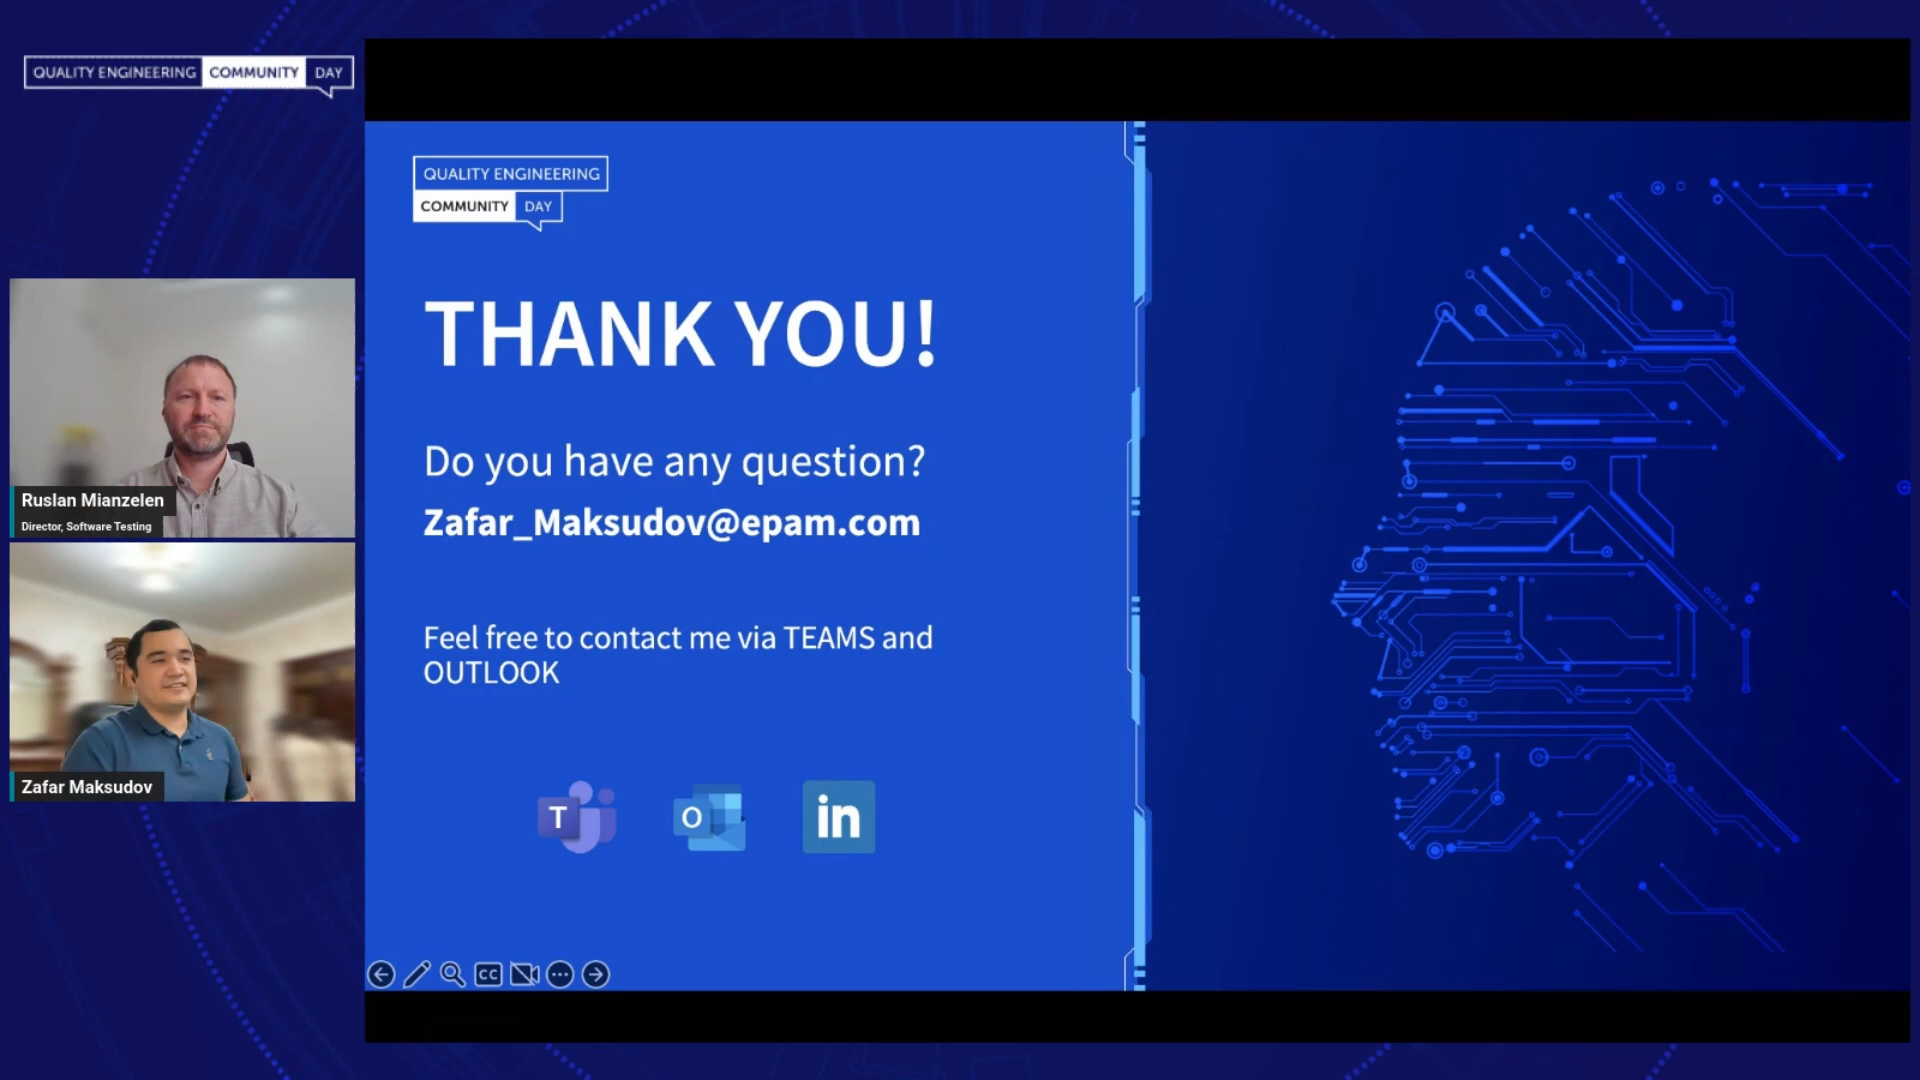 QUALITY ENGINEERING COMMUNITY DAY
Ruslan Mianzelen
Director, Software Testing
Zafar Maksudov
QUALITY ENGINEERING
COMMUNITY DAY
THANK YOU!
Do you have any question?
Zafar_Maksudov@epam.com
Feel free to contact me via TEAMS and
OUTLOOK
T
O
in
CC